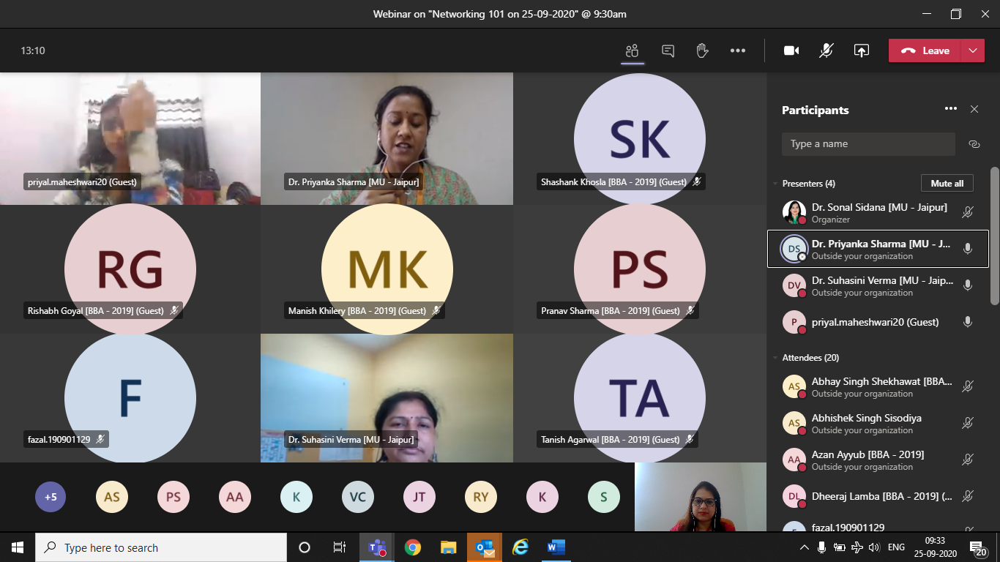 Webinar on "Networking 101 on 25-09-2020" @ 9:30am
13:10
Leave
priyal.maheshwari20 (Guest)
Dr. Priyanka Sharma [MU - Jaipur]
SK
Shashank Khosla [BBA - 2019] (Guest)
RG
Rishabh Goyal [BBA - 2019] (Guest)
MK
Manish Khilery [BBA - 2019] (Guest)
PS
Pranav Sharma [BBA - 2019] (Guest)
F
fazal.190901129
Dr. Suhasini Verma [MU - Jaipur]
TA
Tanish Agarwal [BBA - 2019] (Guest)
+5
AS
PS
AA
K
VC
JT
RY
K
S
Participants
Type a name
Presenters (4)
Mute all
Dr. Sonal Sidana [MU - Jaipur]
Organizer
DS
Dr. Priyanka Sharma [MU - J...
Outside your organization
DV
Dr. Suhasini Verma [MU - Jaip...
Outside your organization
P
priyal.maheshwari20 (Guest)
Attendees (20)
AS
Abhay Singh Shekhawat [BBA...
Outside your organization
AS
Abhishek Singh Sisodiya
Outside your organization
AA
Azan Ayyub [BBA - 2019]
Outside your organization
DL
Dheeraj Lamba [BBA - 2019] (...
fazal.190901129
Type here to search
ENG
09:33
25-09-2020
20